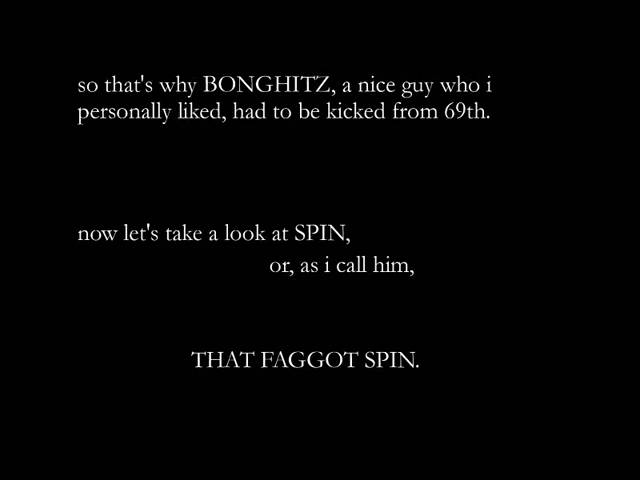 so that's why BONGHITZ, a nice guy who i
personally liked, had to be kicked from 69th.
now let's take a look at SPIN,
or, as i call him,
THAT FAGGOT SPIN.